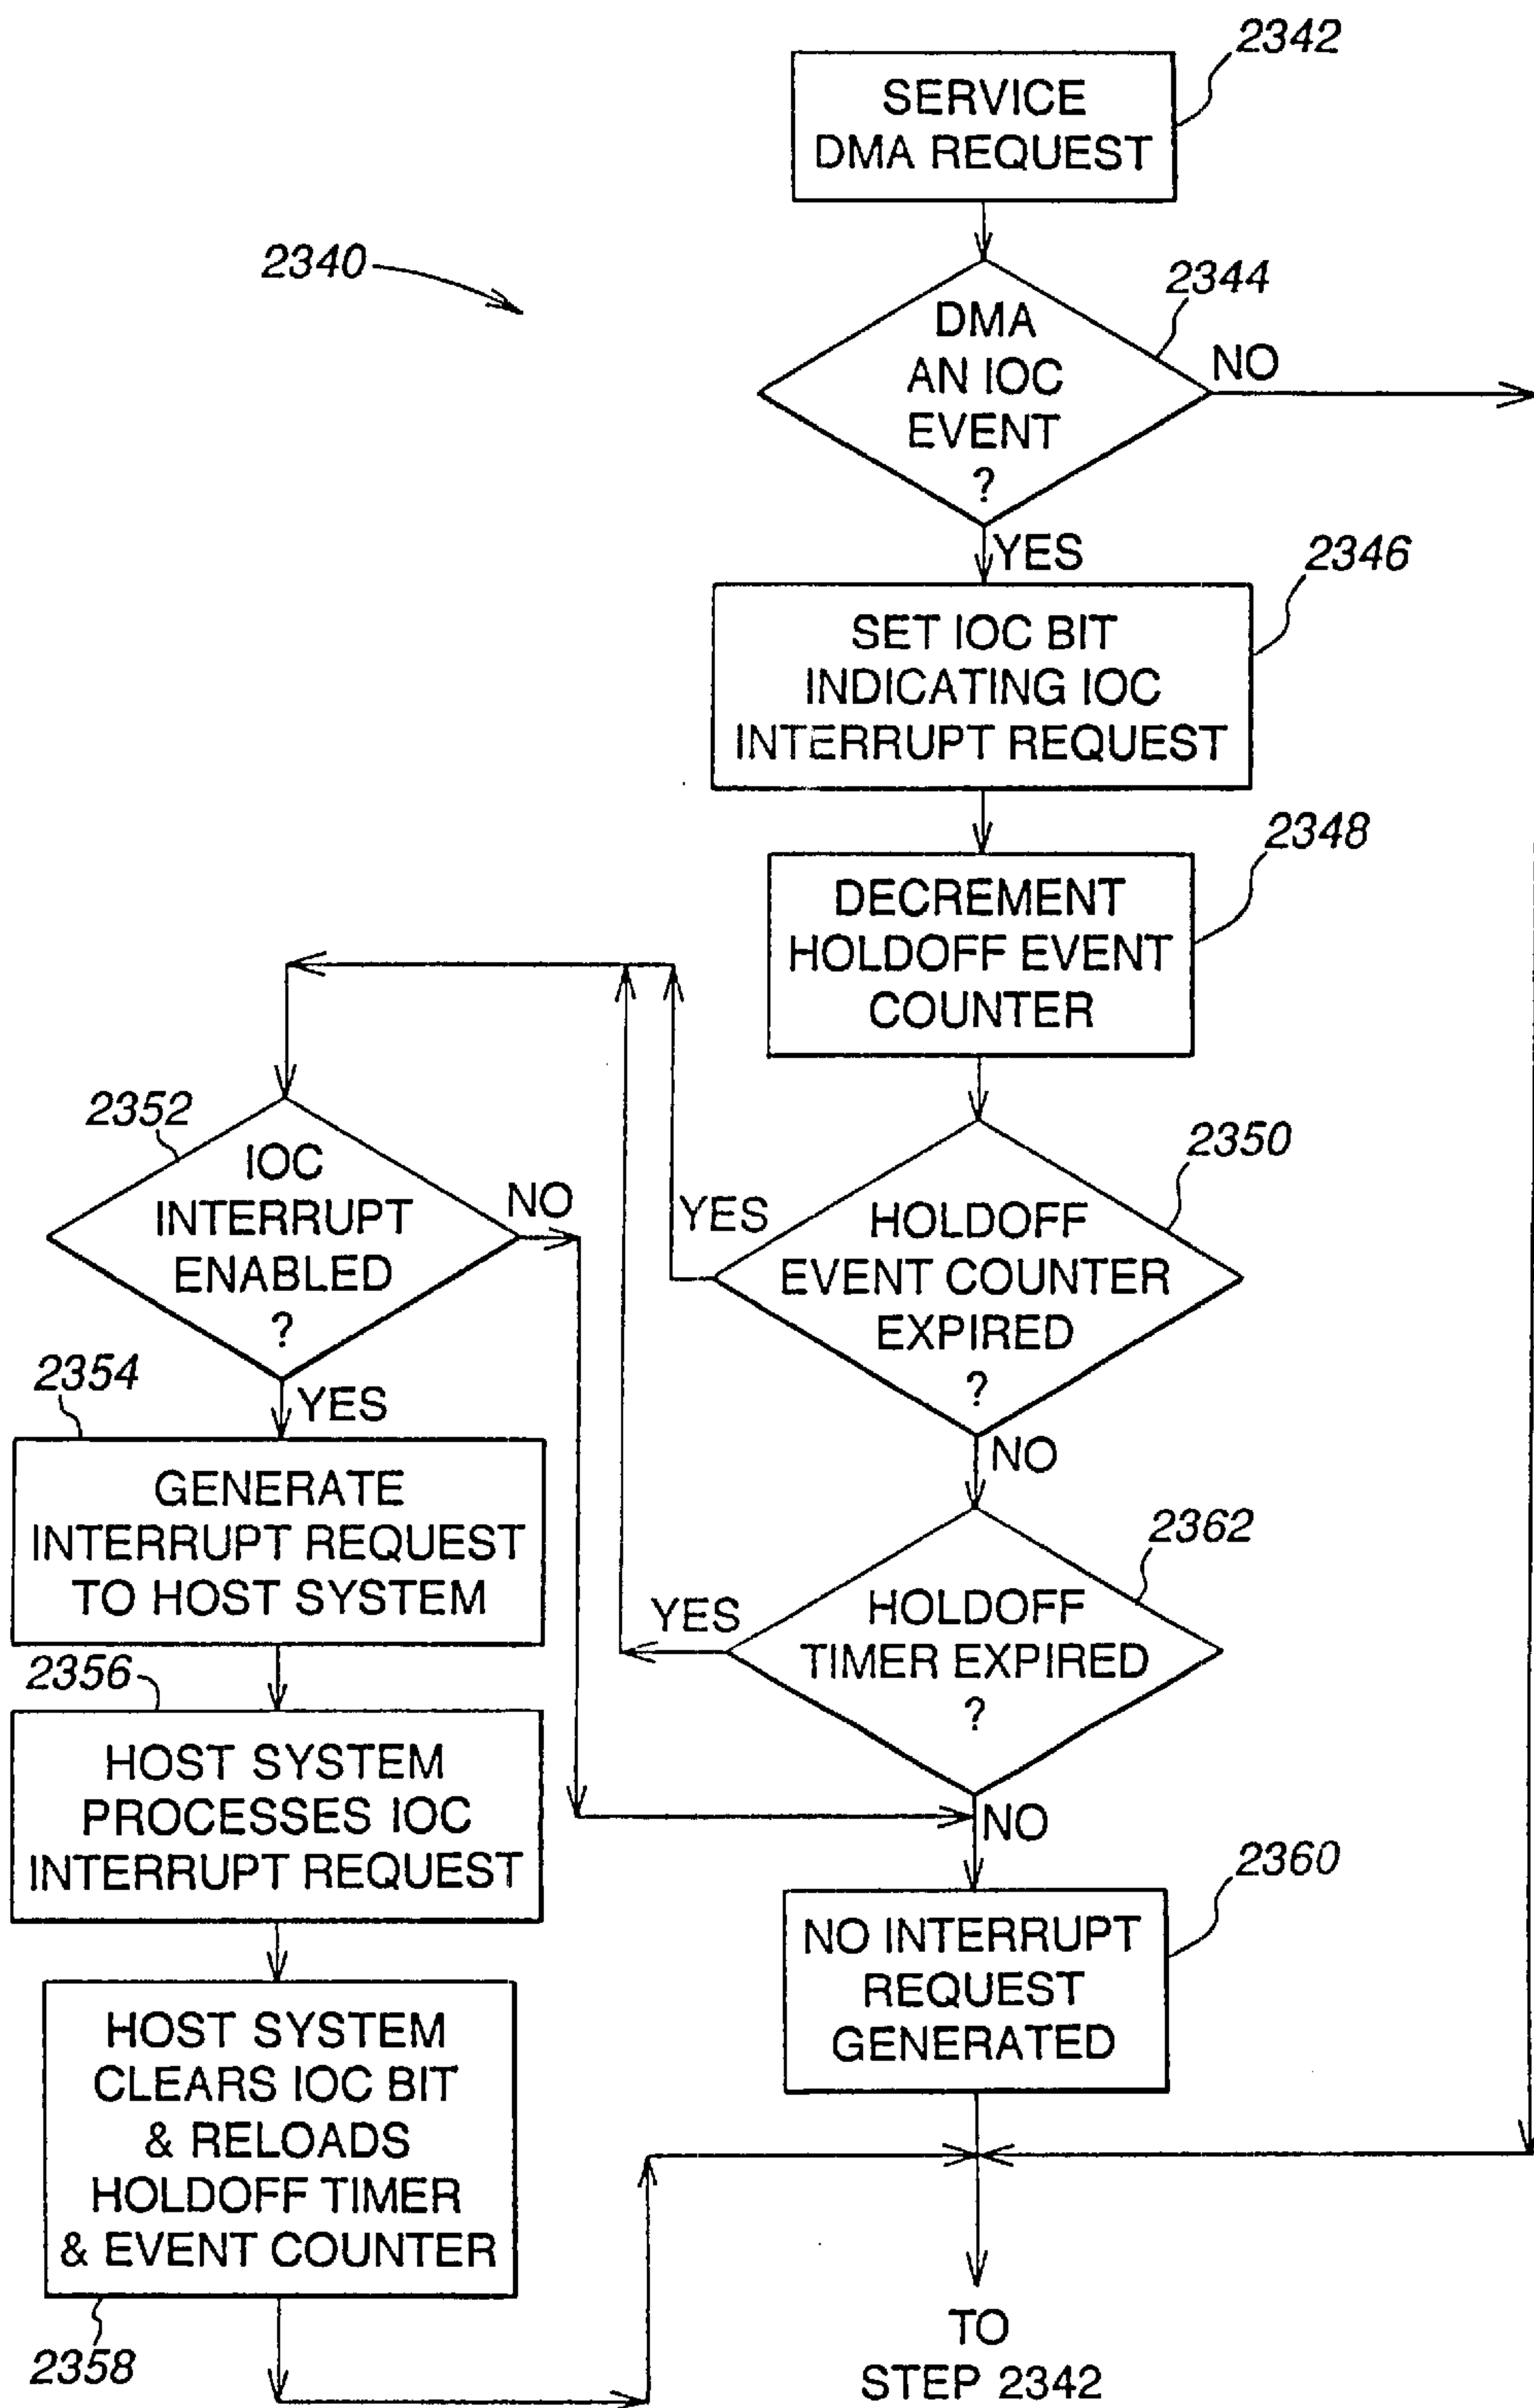 2342
SERVICE
DMA REQUEST
2340
2344
DMA
AN IOC
EVENT
?
NO
YES
2346
SET IOC BIT
INDICATING IOC
INTERRUPT REQUEST
2348
DECREMENT
HOLDOFF EVENT
COUNTER
2350
HOLDOFF
EVENT COUNTER
EXPIRED
?
YES
NO
2352
IOC
INTERRUPT
ENABLED
?
NO
YES
2354
GENERATE
INTERRUPT REQUEST
TO HOST SYSTEM
2356
HOST SYSTEM
PROCESSES IOC
INTERRUPT REQUEST
HOST SYSTEM
CLEARS IOC BIT
& RELOADS
HOLDOFF TIMER
& EVENT COUNTER
2358
2362
HOLDOFF
TIMER EXPIRED
?
YES
NO
2360
NO INTERRUPT
REQUEST
GENERATED
TO
STEP 2342